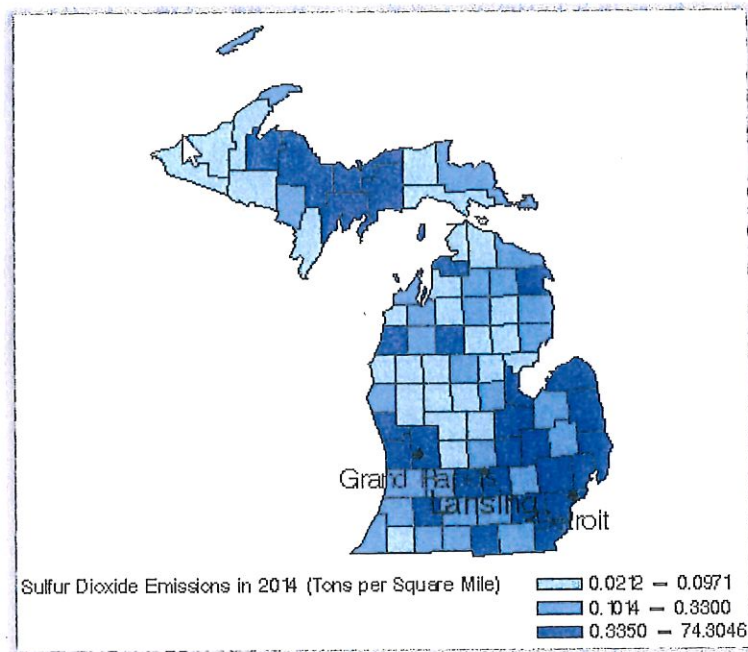 Grand Rapids
Lansing
Detroit
Sulfur Dioxide Emissions in 2014 (Tons per Square Mile)
0.0212 – 0.0971
0.1014 – 0.3300
0.3350 – 74.3046